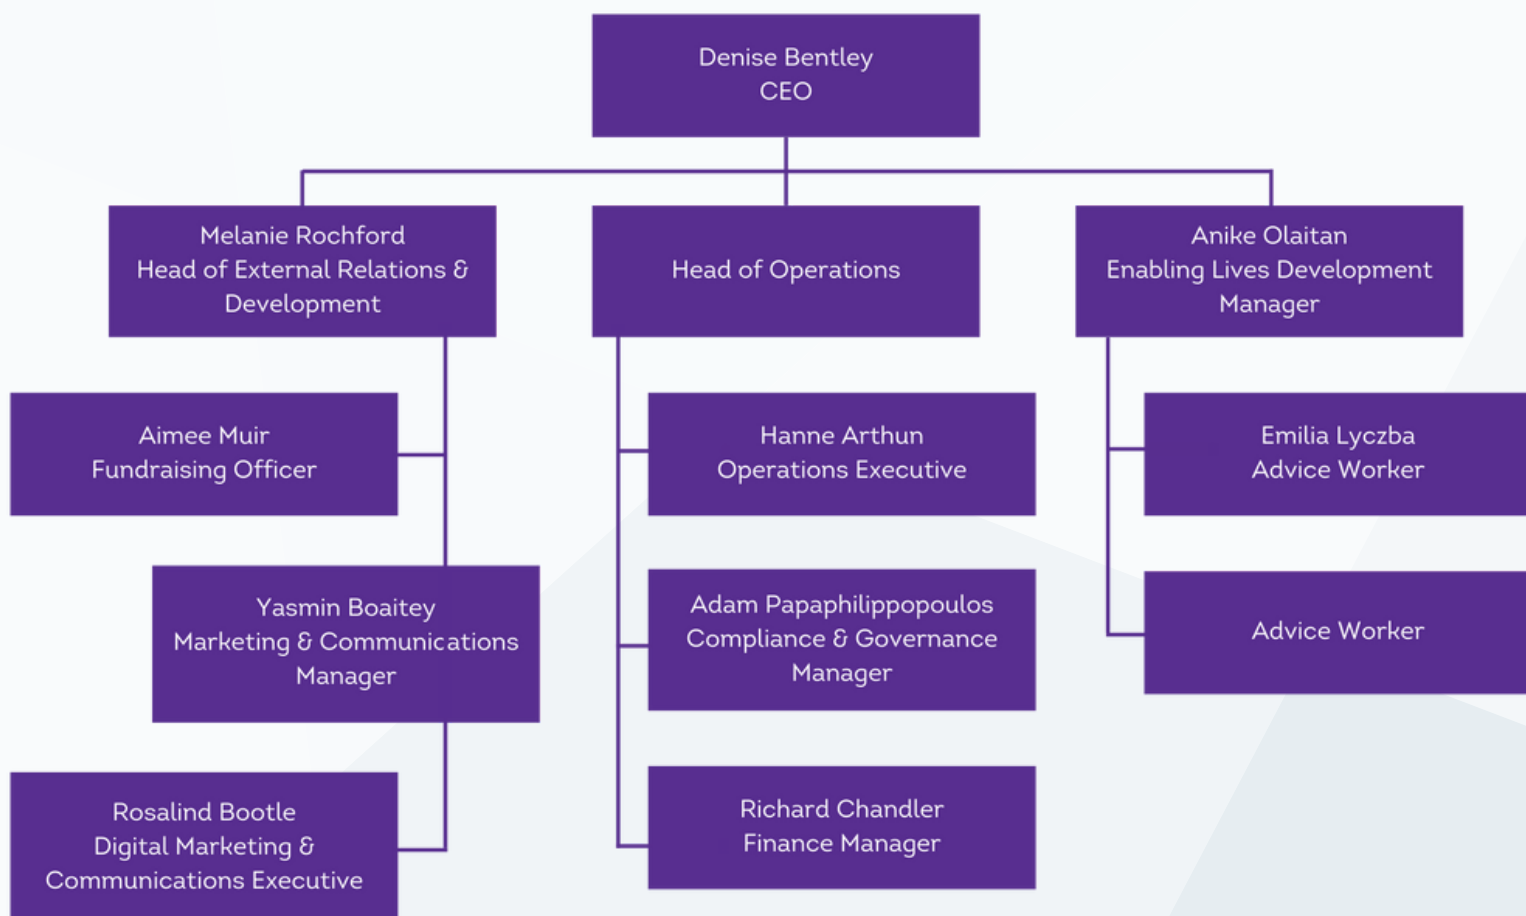 Denise Bentley
CEO
Melanie Rochford
Head of External Relations &
Development
Head of Operations
Anike Olaitan
Enabling Lives Development
Manager
Aimee Muir
Fundraising Officer
Hanne Arthun
Operations Executive
Emilia Lyczba
Advice Worker
Yasmin Boaitey
Marketing & Communications
Manager
Adam Papaphilippopoulos
Compliance & Governance
Manager
Advice Worker
Rosalind Bootle
Digital Marketing &
Communications Executive
Richard Chandler
Finance Manager